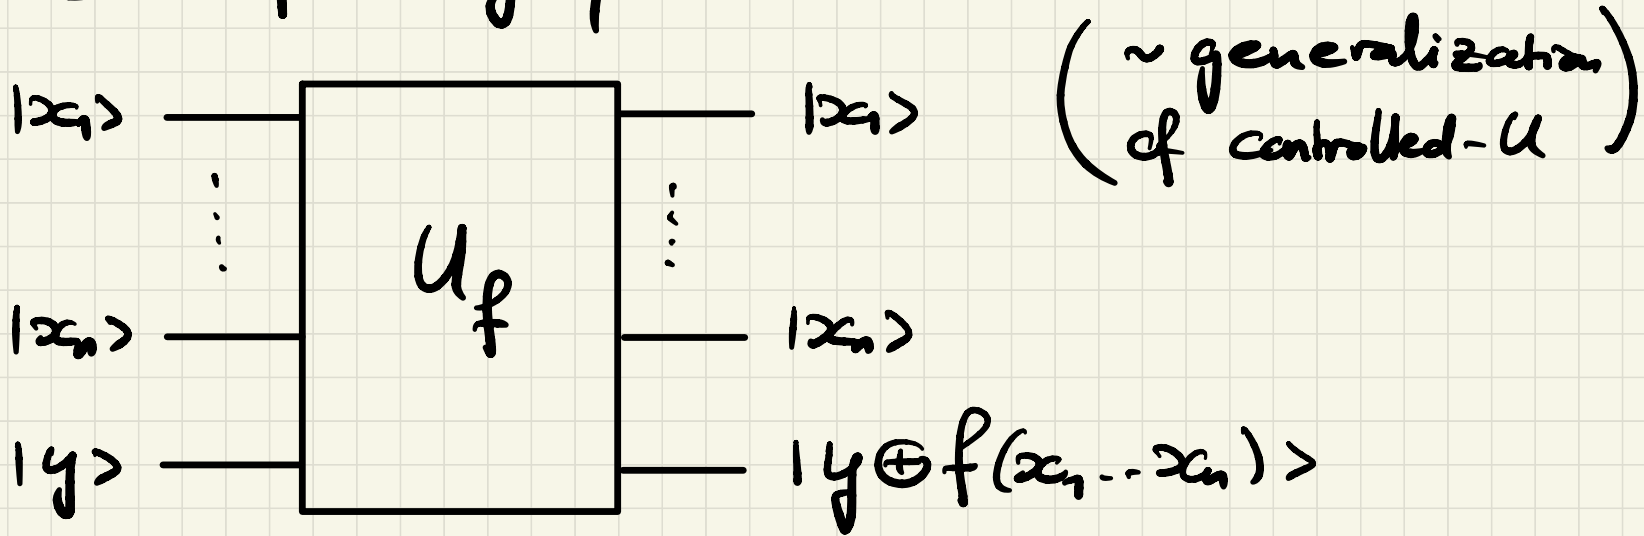 |x₁> |x₁> (~ generalization
of controlled-U)
U_f
|xₙ> |xₙ>
|y> |y⊕f(x₁...xₙ)>